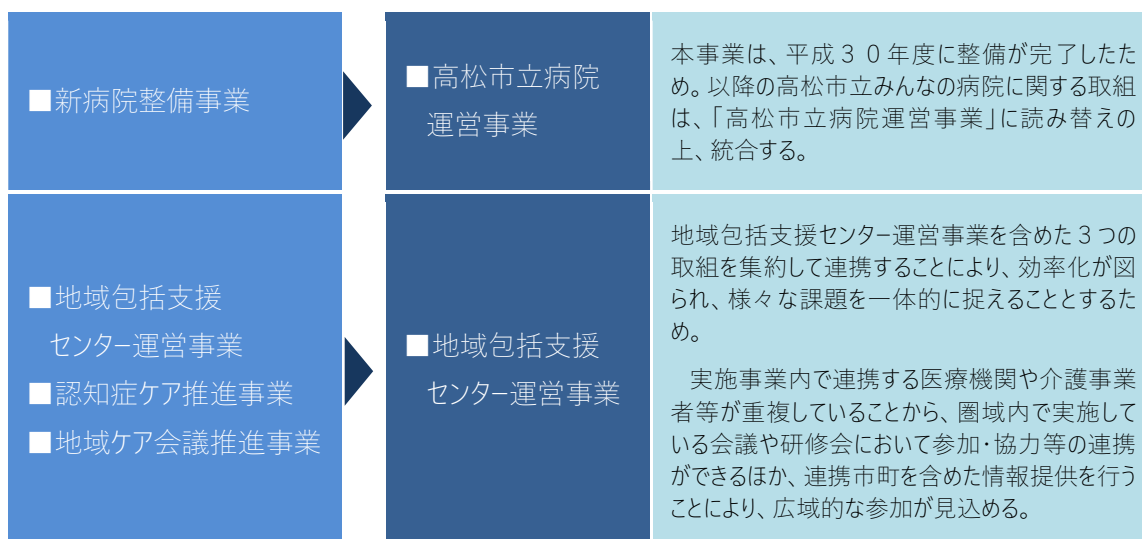 ■新病院整備事業
■高松市立病院
運営事業
本事業は、平成３０年度に整備が完了したた
め。以降の高松市立みんなの病院に関する取組
は、「高松市立病院運営事業」に読み替えの
上、統合する。
■地域包括支援
センター運営事業
■認知症ケア推進事業
■地域ケア会議推進事業
■地域包括支援
センター運営事業
地域包括支援センター運営事業を含めた３つの
取組を集約して連携することにより、効率化が図
られ、様々な課題を一体的に捉えることとするた
め。
実施事業内で連携する医療機関や介護事業
者等が重複していることから、圏域内で実施して
いる会議や研修会において参加・協力等の連携
ができるほか、連携市町を含めた情報提供を行う
ことにより、広域的な参加が見込める。